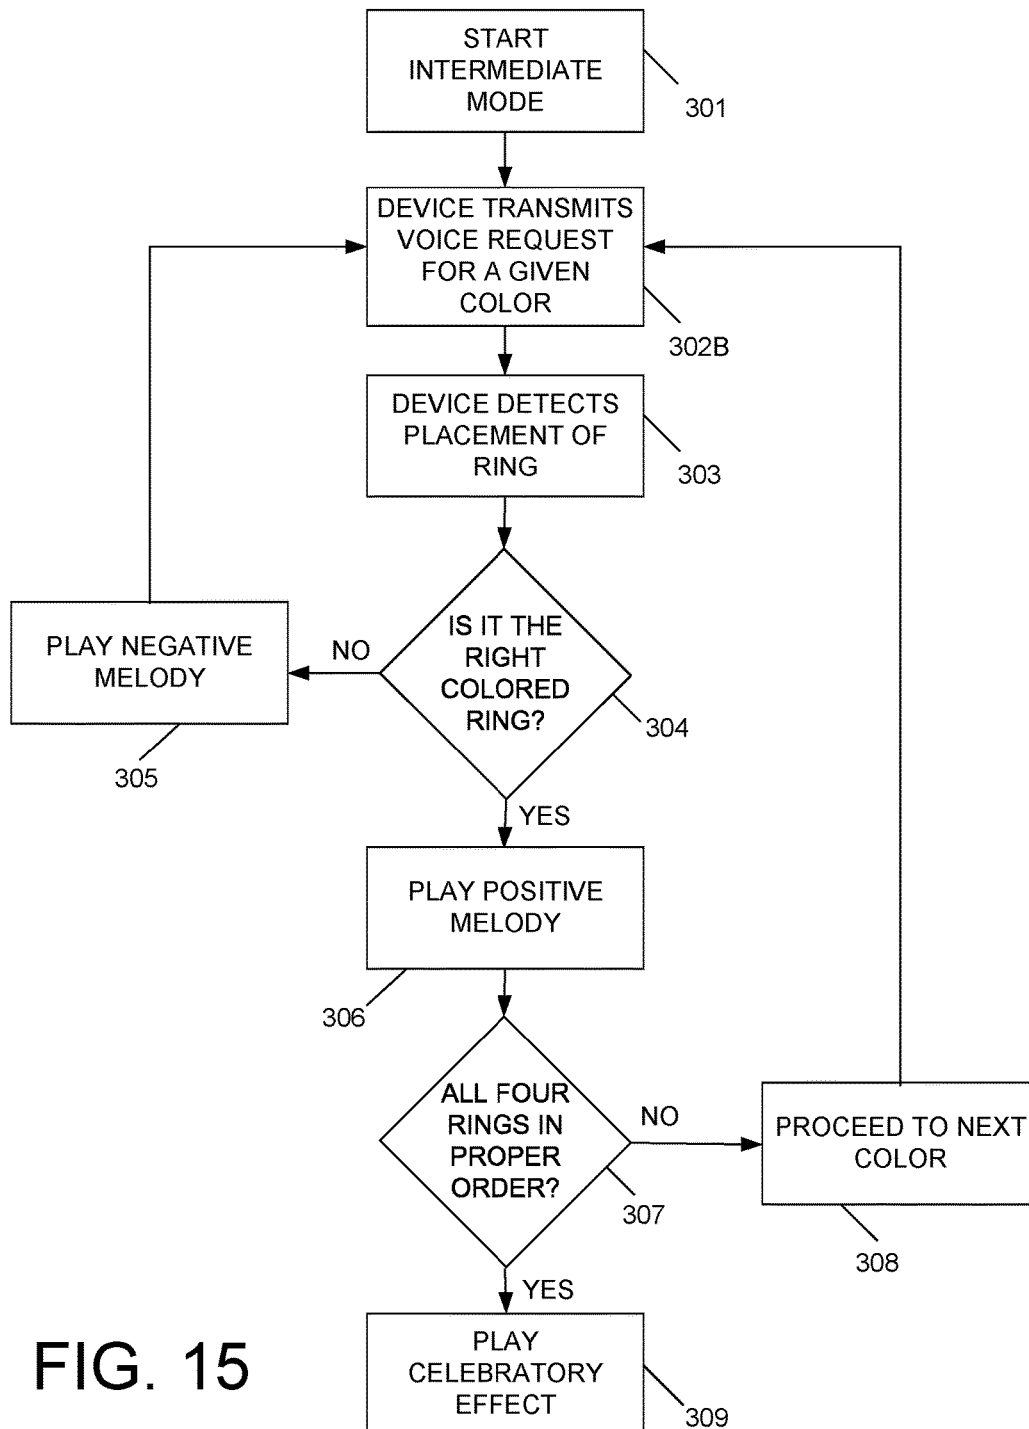 START
INTERMEDIATE
MODE
301
DEVICE TRANSMITS
VOICE REQUEST
FOR A GIVEN
COLOR
302B
DEVICE DETECTS
PLACEMENT OF
RING
303
IS IT THE
RIGHT
COLORED
RING?
304
NO
PLAY NEGATIVE
MELODY
305
YES
PLAY POSITIVE
MELODY
306
ALL FOUR
RINGS IN
PROPER
ORDER?
307
NO
PROCEED TO NEXT
COLOR
308
YES
PLAY
CELEBRATORY
EFFECT
309
FIG. 15